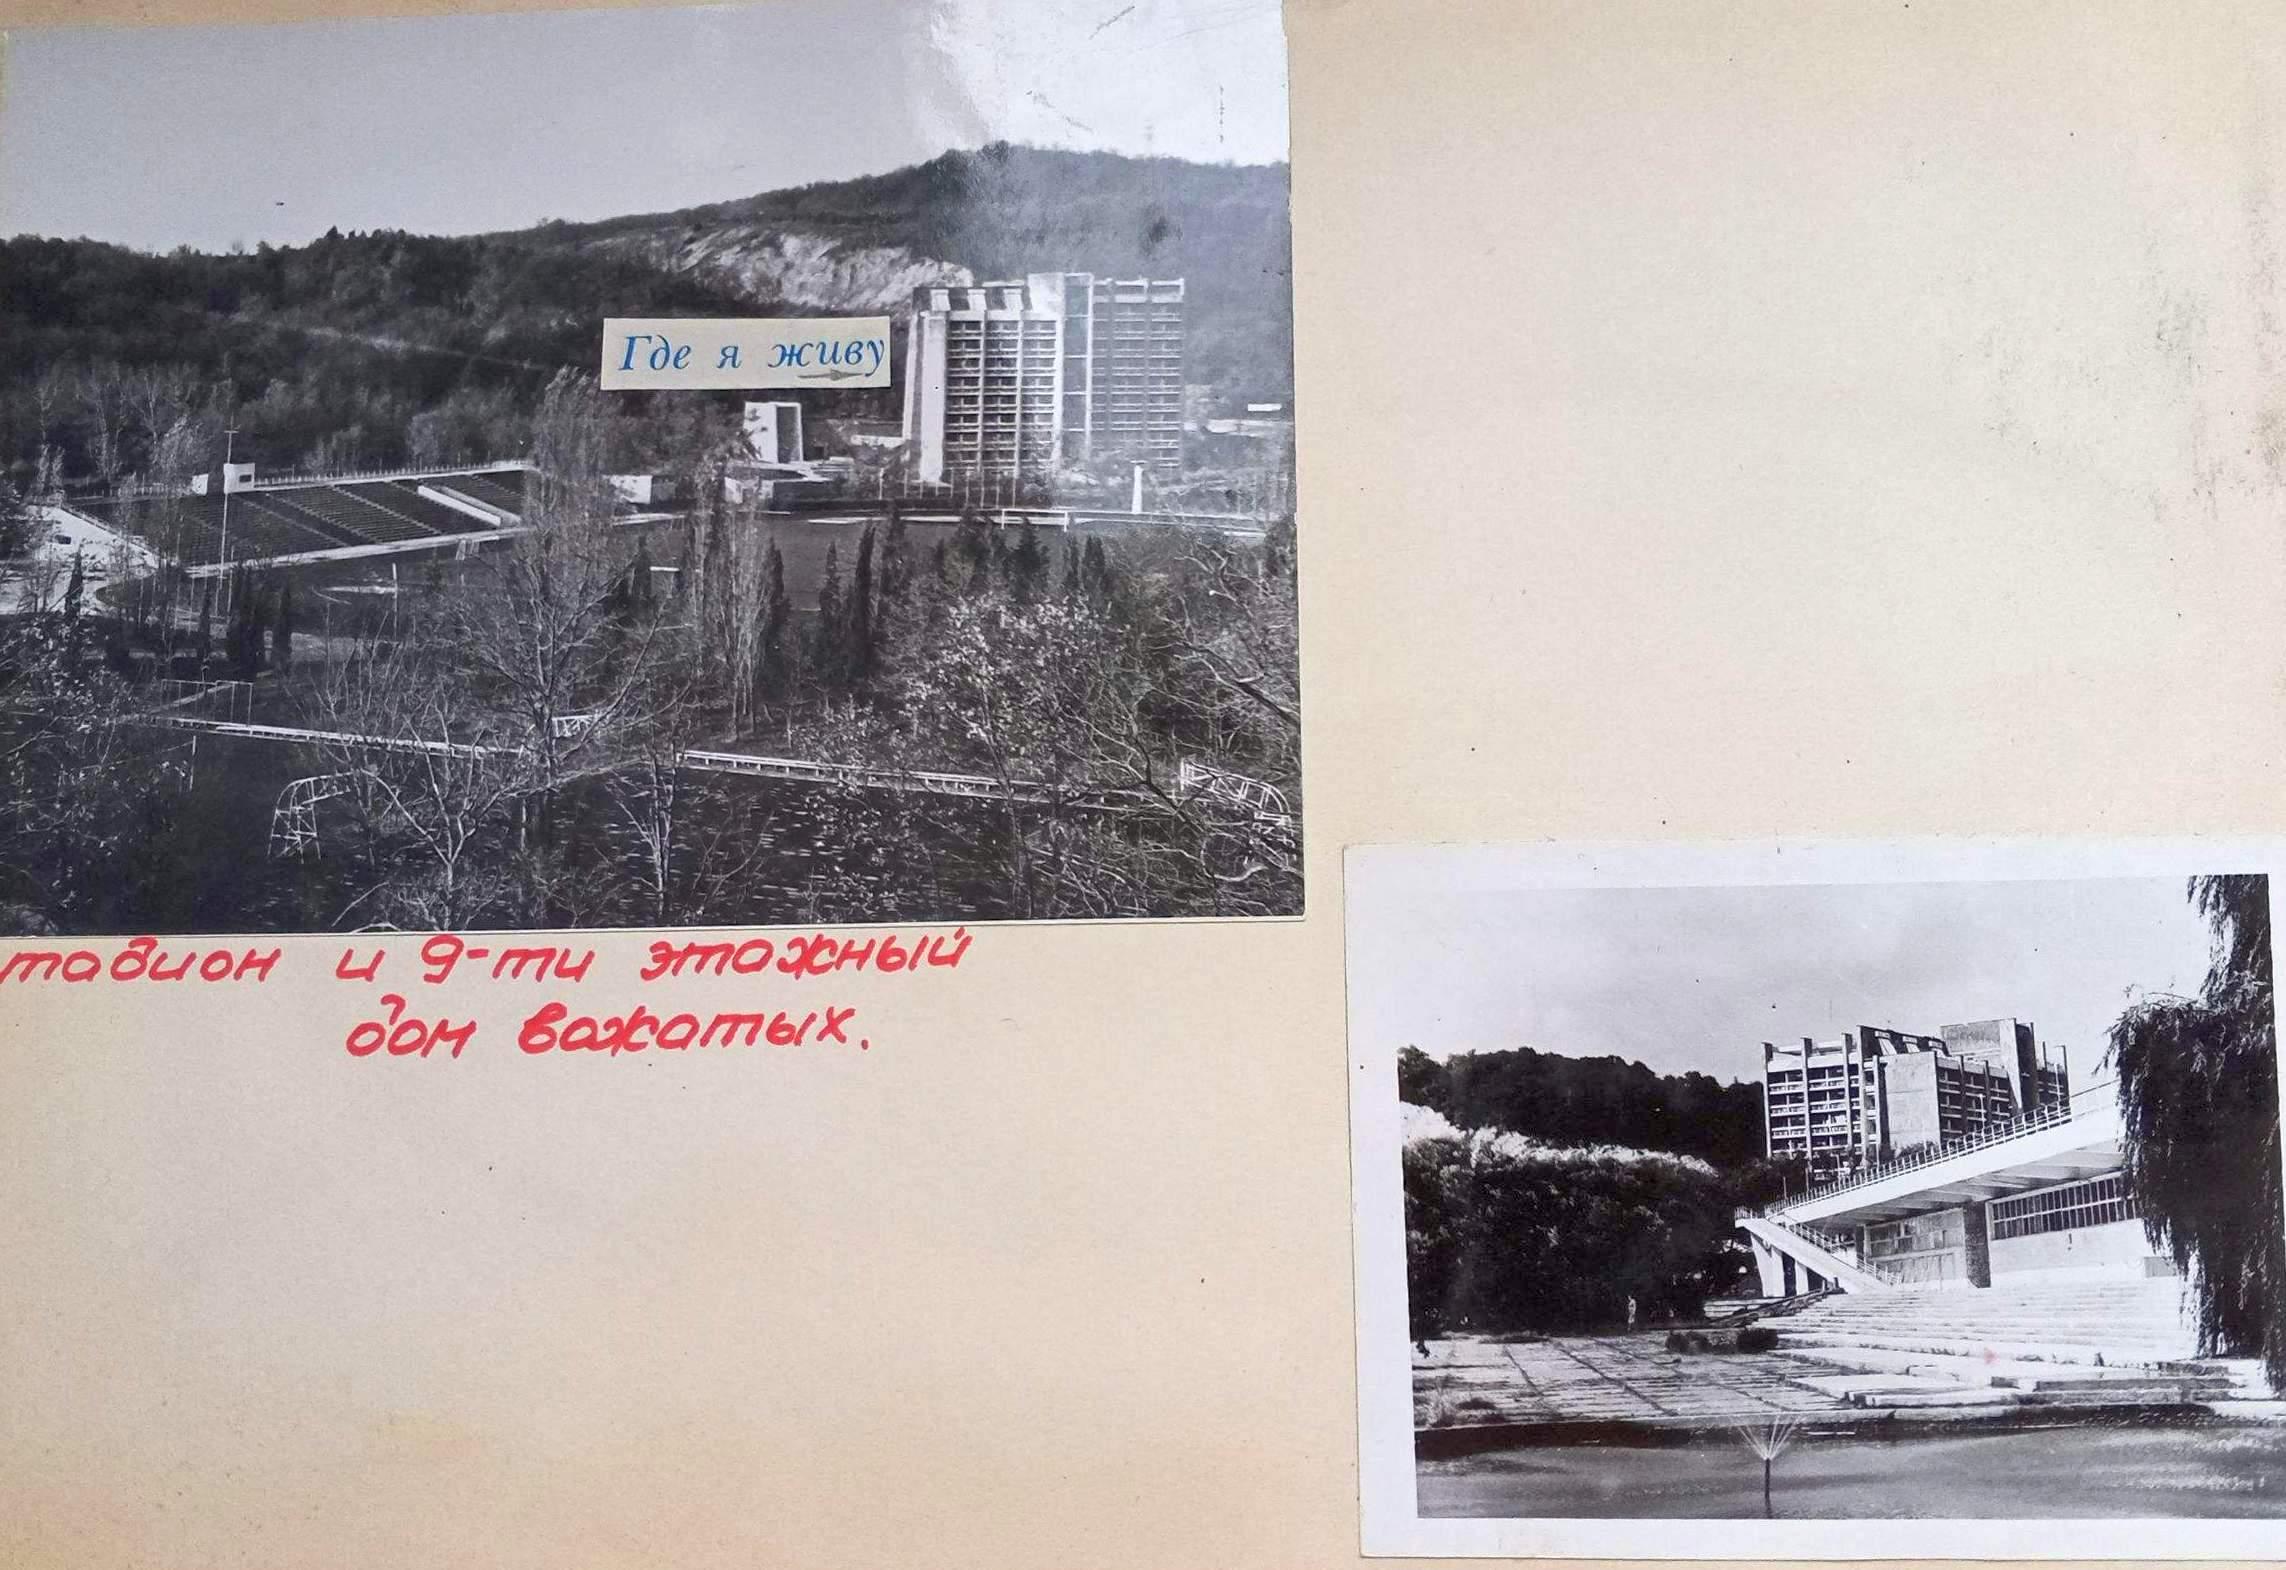 Где я живу
тадион и 9-ти этажный
дом вожатых.